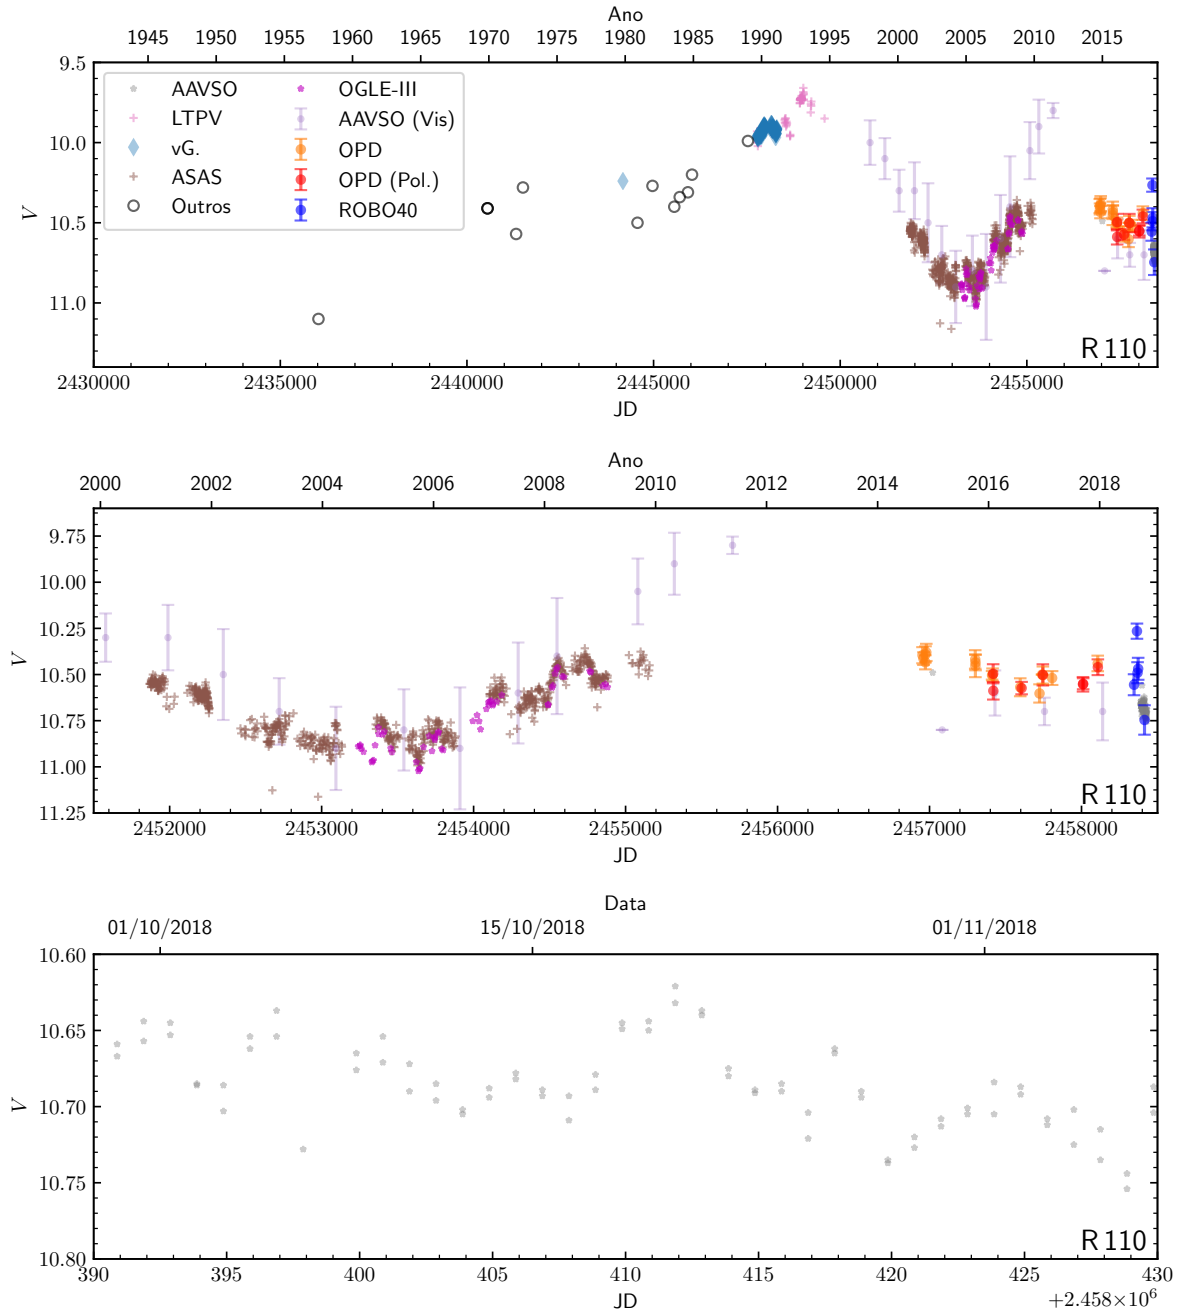 Ano
1945 1950 1955 1960 1965 1970 1975 1980 1985 1990 1995 2000 2005 2010 2015
9.5
10.0
10.5
11.0
V
AAVSO
LTPV
vG.
ASAS
Outros
OGLE-III
AAVSO (Vis)
OPD
OPD (Pol.)
ROBO40
R 110
2430000 2435000 2440000 2445000 2450000 2455000
JD
Ano
2000 2002 2004 2006 2008 2010 2012 2014 2016 2018
9.75
10.00
10.25
10.50
10.75
11.00
11.25
V
R 110
2452000 2453000 2454000 2455000 2456000 2457000 2458000
JD
Data
01/10/2018 15/10/2018 01/11/2018
10.60
10.65
10.70
10.75
10.80
V
R 110
390 395 400 405 410 415 420 425 430
JD
+2.458×10⁶